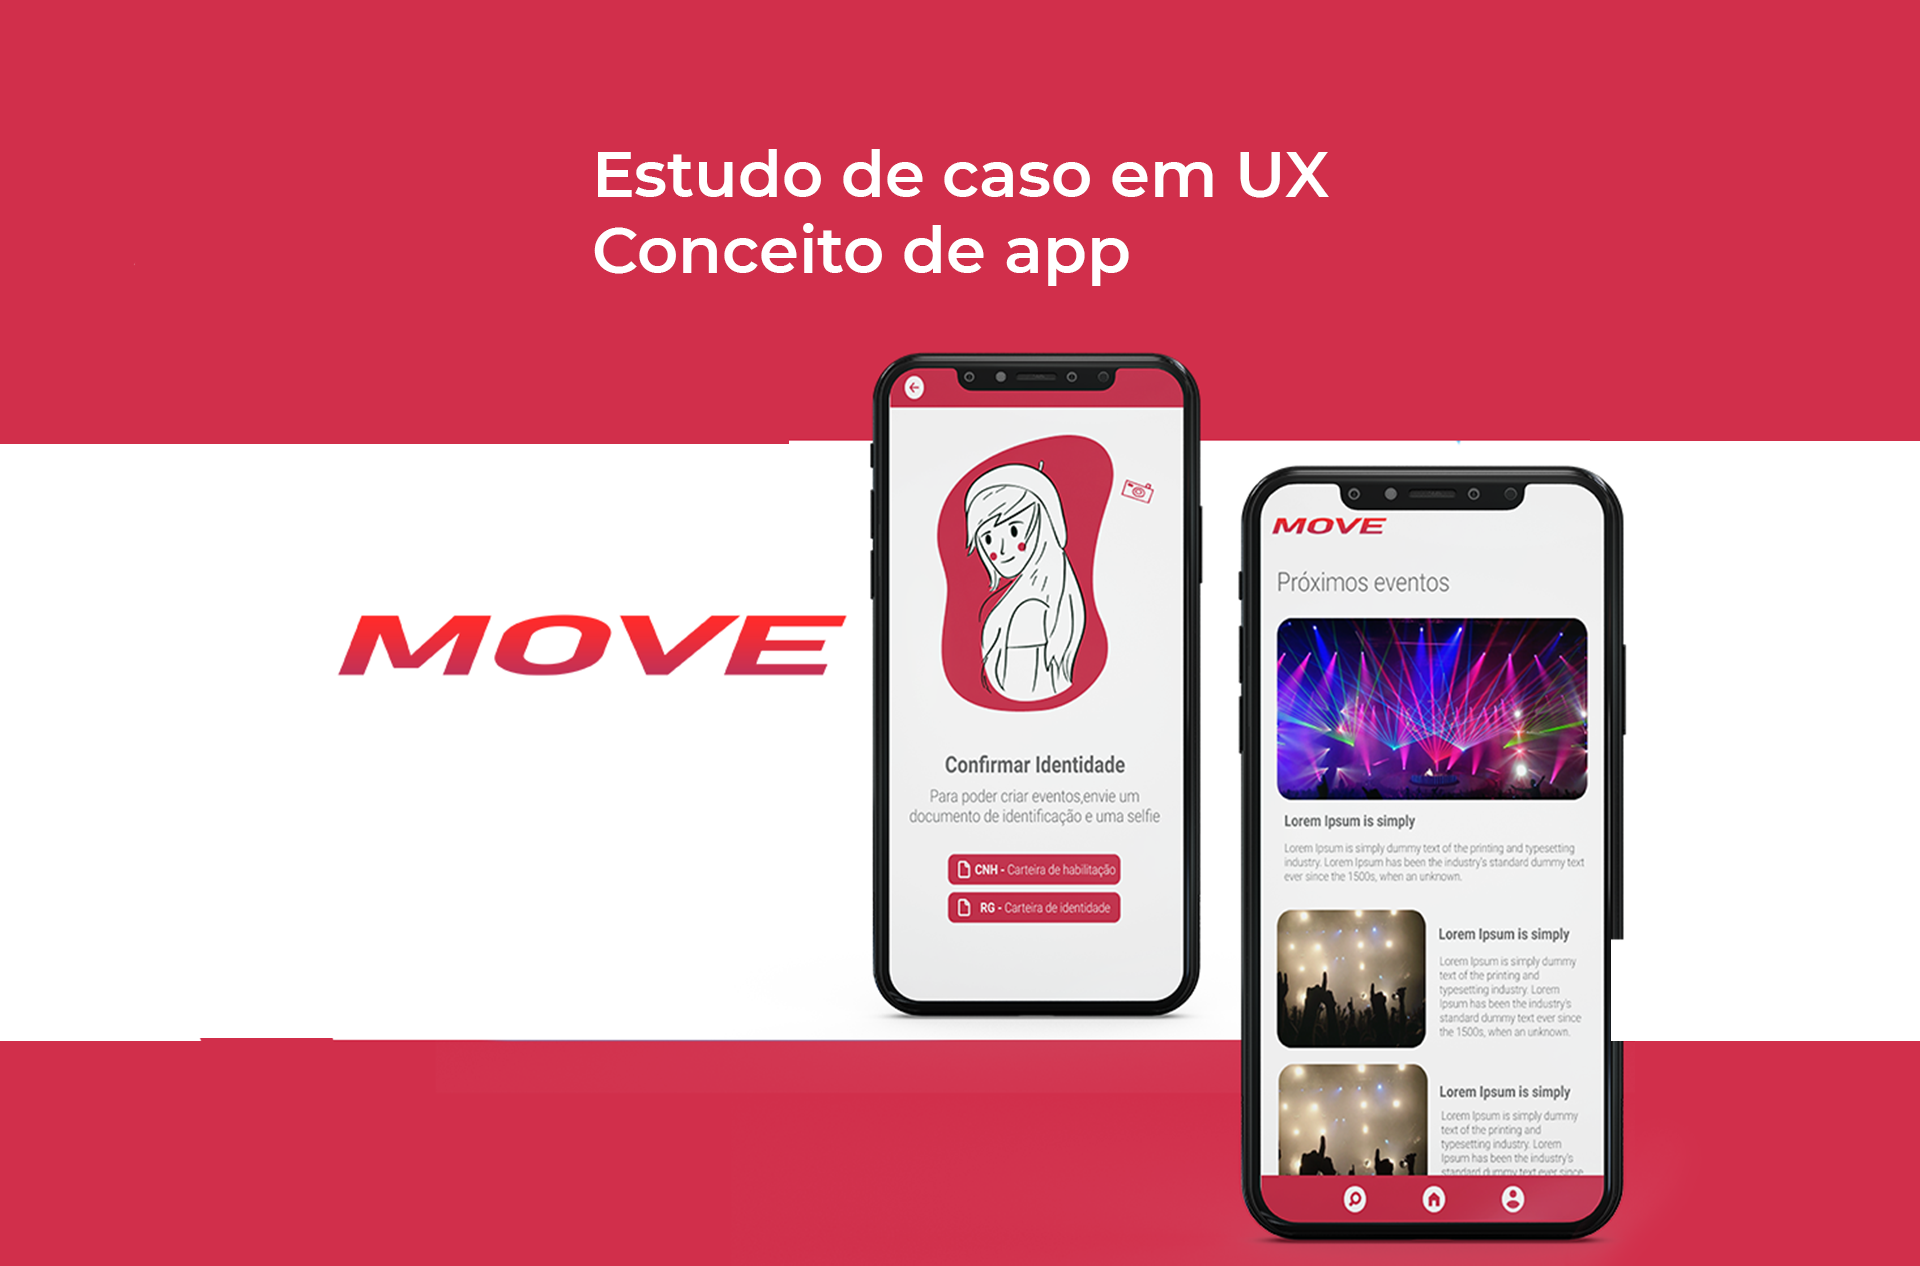 Estudo de caso em UX
Conceito de app
MOVE
Confirmar Identidade
Para poder criar eventos,envie um
documento de identificação e uma selfie
CNH - Carteira de habilitação
RG - Carteira de identidade
MOVE
Próximos eventos
Lorem Ipsum is simply
Lorem Ipsum is simply dummy text of the printing and typesetting
industry. Lorem Ipsum has been the industry's standard dummy text
ever since the 1500s, when an unknown.
Lorem Ipsum is simply
Lorem Ipsum is simply dummy
text of the printing and
typesetting industry. Lorem
Ipsum has been the industry's
standard dummy text ever since
the 1500s, when an unknown.
Lorem Ipsum is simply
Lorem Ipsum is simply dummy
text of the printing and
typesetting industry. Lorem
Ipsum has been the industry's
standard dummy text ever since